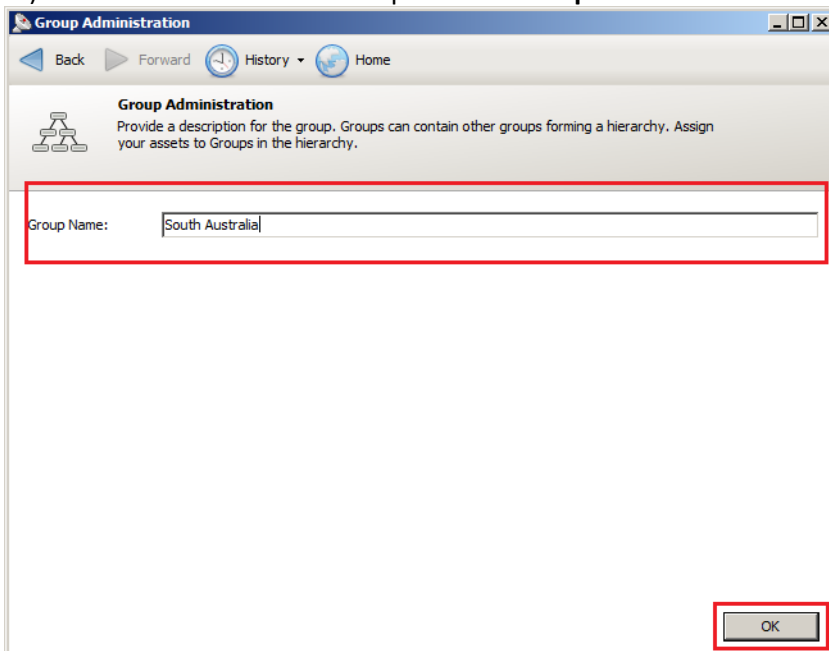 Group Administration
Back Forward History Home
Group Administration
Provide a description for the group. Groups can contain other groups forming a hierarchy. Assign
your assets to Groups in the hierarchy.
Group Name: South Australia
OK